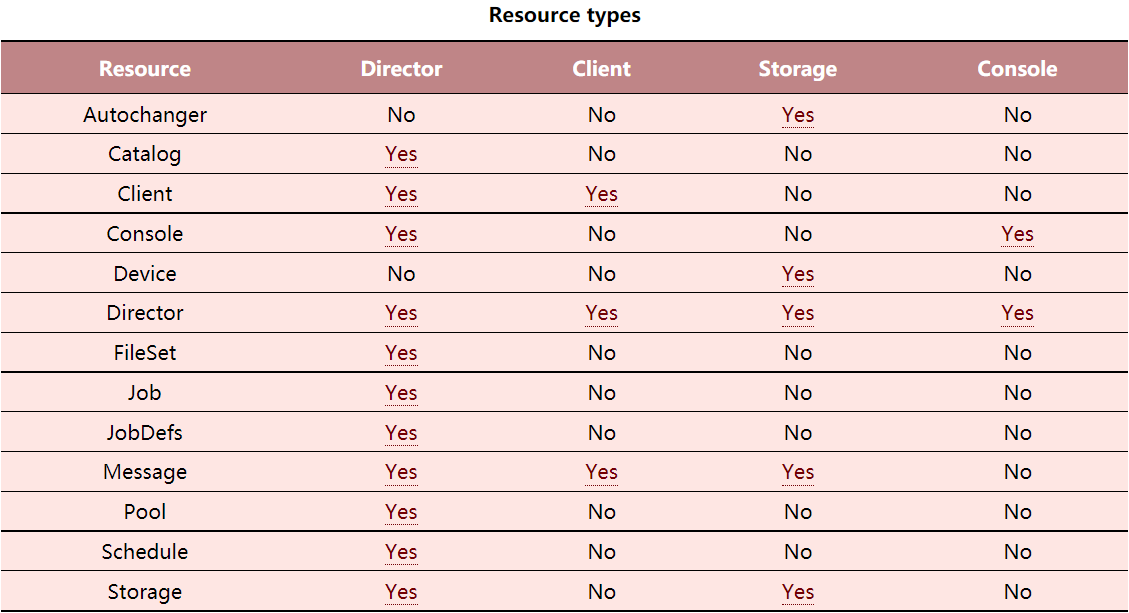 Resource types
Resource Director Client Storage Console
Autochanger No No Yes No
Catalog Yes No No No
Client Yes Yes No No
Console Yes No No Yes
Device No No Yes No
Director Yes Yes Yes Yes
FileSet Yes No No No
Job Yes No No No
JobDefs Yes No No No
Message Yes Yes Yes No
Pool Yes No No No
Schedule Yes No No No
Storage Yes No Yes No